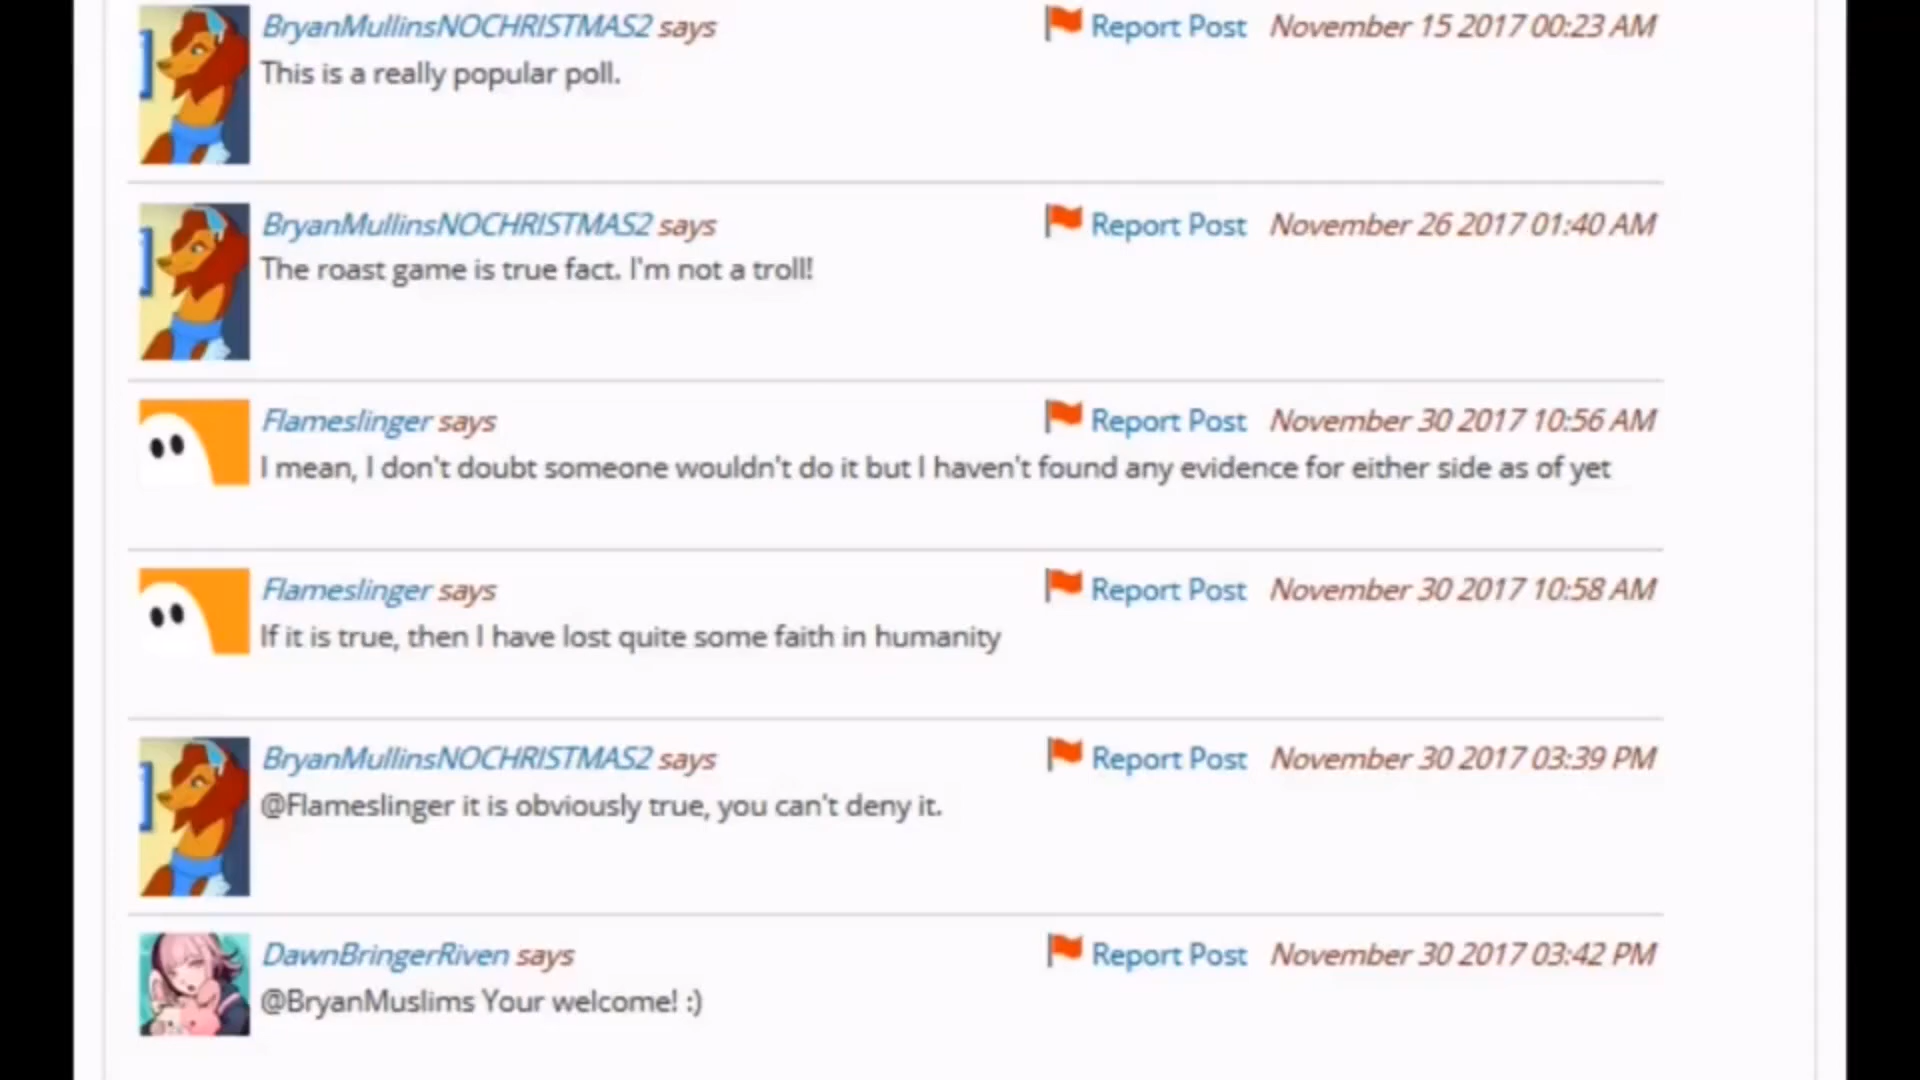 BryanMullinsNOCHRISTMAS2 says Report Post November 15 2017 00:23 AM
This is a really popular poll.
BryanMullinsNOCHRISTMAS2 says Report Post November 26 2017 01:40 AM
The roast game is true fact. I'm not a troll!
Flameslinger says Report Post November 30 2017 10:56 AM
I mean, I don't doubt someone wouldn't do it but I haven't found any evidence for either side as of yet
Flameslinger says Report Post November 30 2017 10:58 AM
If it is true, then I have lost quite some faith in humanity
BryanMullinsNOCHRISTMAS2 says Report Post November 30 2017 03:39 PM
@Flameslinger it is obviously true, you can't deny it.
DawnBringerRiven says Report Post November 30 2017 03:42 PM
@BryanMuslims Your welcome! :)